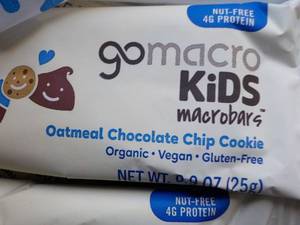 NUT-FREE
4G PROTEIN
gomacro
KiDS
macrobars™
Oatmeal Chocolate Chip Cookie
Organic • Vegan • Gluten-Free
NET WT (25g)
NUT-FREE
4G PROTEIN